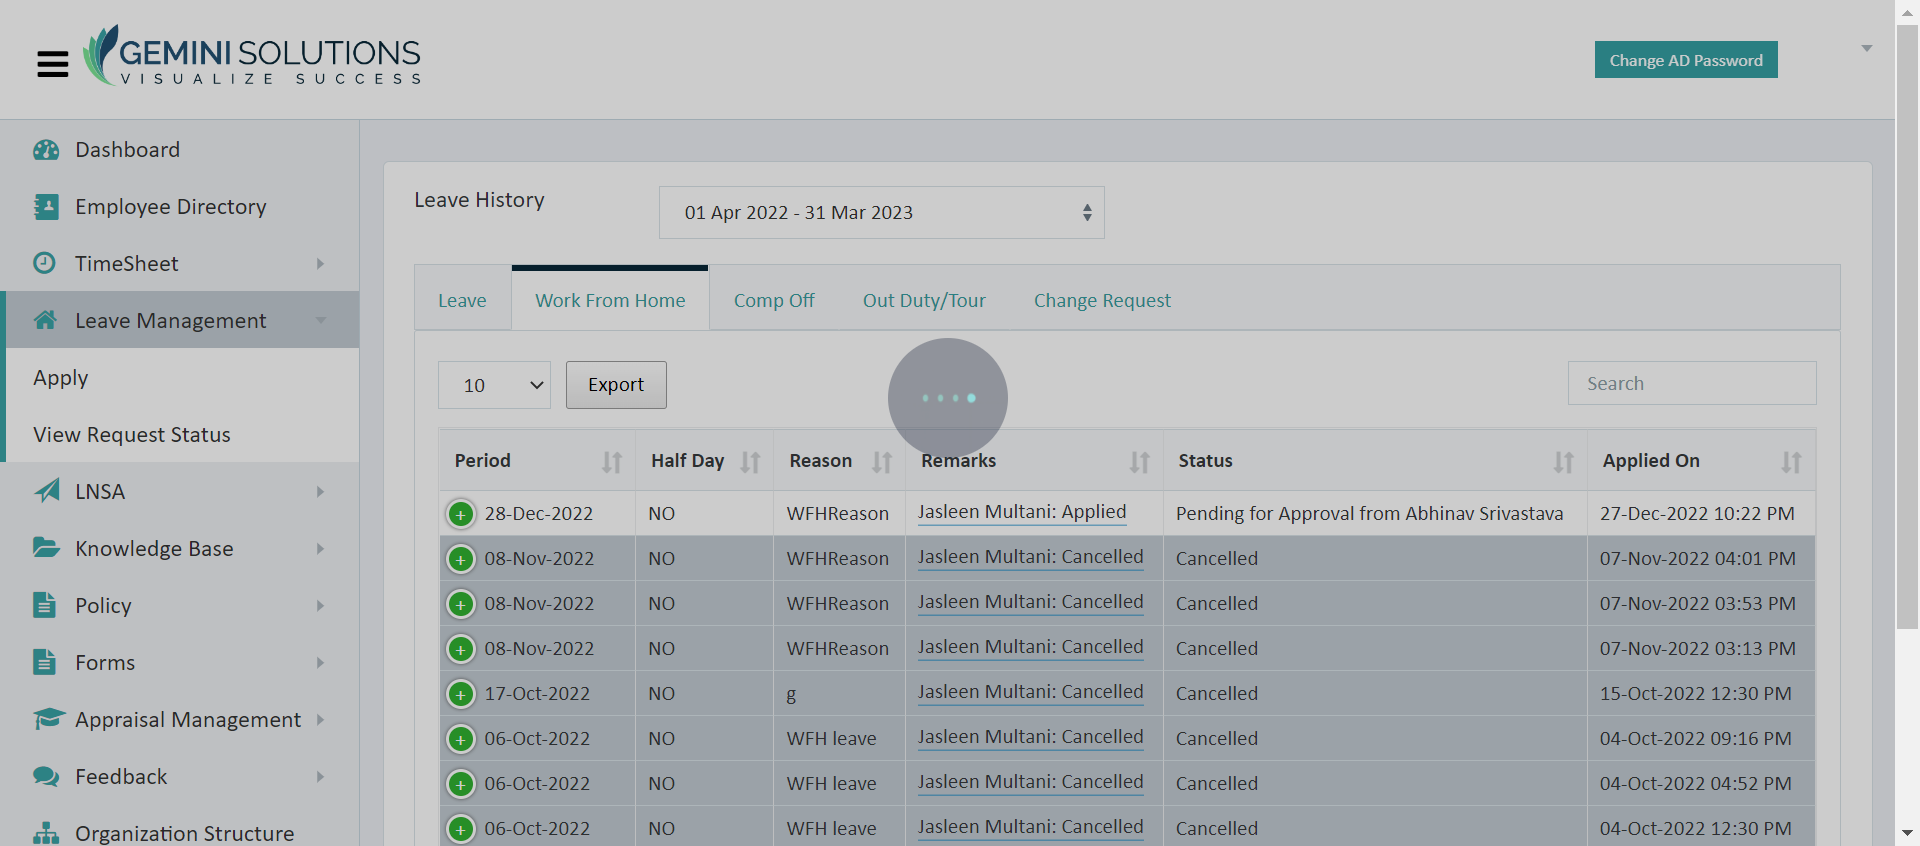 GEMINI SOLUTIONS
VISUALIZE SUCCESS
Change AD Password
Dashboard
Employee Directory
TimeSheet
Leave Management
Apply
View Request Status
LNSA
Knowledge Base
Policy
Forms
Appraisal Management
Feedback
Organization Structure
Leave History
01 Apr 2022 - 31 Mar 2023
Leave Work From Home Comp Off Out Duty/Tour Change Request
10 Export Search
Period Half Day Reason Remarks Status Applied On
28-Dec-2022 NO WFHReason Jasleen Multani: Applied Pending for Approval from Abhinav Srivastava 27-Dec-2022 10:22 PM
08-Nov-2022 NO WFHReason Jasleen Multani: Cancelled Cancelled 07-Nov-2022 04:01 PM
08-Nov-2022 NO WFHReason Jasleen Multani: Cancelled Cancelled 07-Nov-2022 03:53 PM
08-Nov-2022 NO WFHReason Jasleen Multani: Cancelled Cancelled 07-Nov-2022 03:13 PM
17-Oct-2022 NO g Jasleen Multani: Cancelled Cancelled 15-Oct-2022 12:30 PM
06-Oct-2022 NO WFH leave Jasleen Multani: Cancelled Cancelled 04-Oct-2022 09:16 PM
06-Oct-2022 NO WFH leave Jasleen Multani: Cancelled Cancelled 04-Oct-2022 04:52 PM
06-Oct-2022 NO WFH leave Jasleen Multani: Cancelled Cancelled 04-Oct-2022 12:30 PM